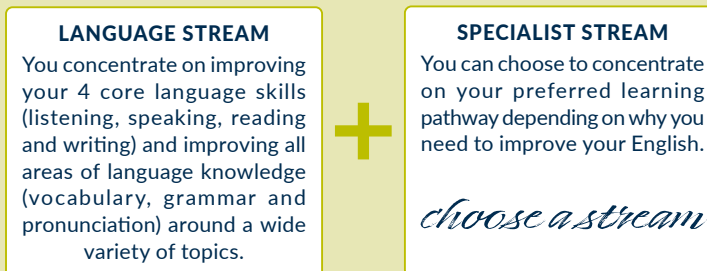 LANGUAGE STREAM
You concentrate on improving
your 4 core language skills
(listening, speaking, reading
and writing) and improving all
areas of language knowledge
(vocabulary, grammar and
pronunciation) around a wide
variety of topics.
+
SPECIALIST STREAM
You can choose to concentrate
on your preferred learning
pathway depending on why you
need to improve your English.
choose a stream